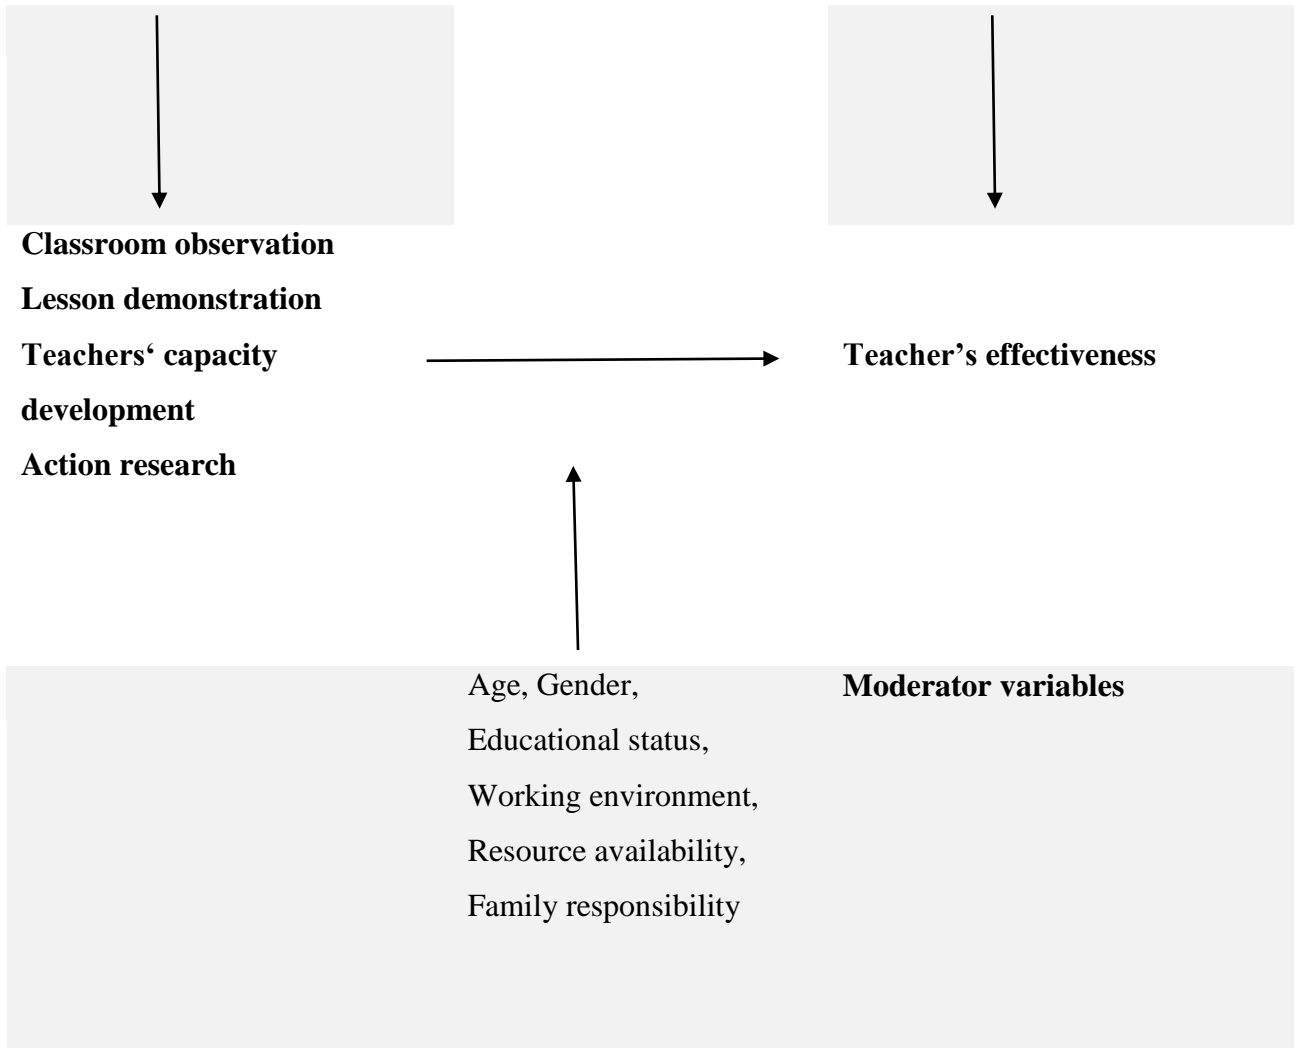 Classroom observation
Lesson demonstration
Teachers‘ capacity
development
Action research
Teacher’s effectiveness
Age, Gender,
Educational status,
Working environment,
Resource availability,
Family responsibility
Moderator variables